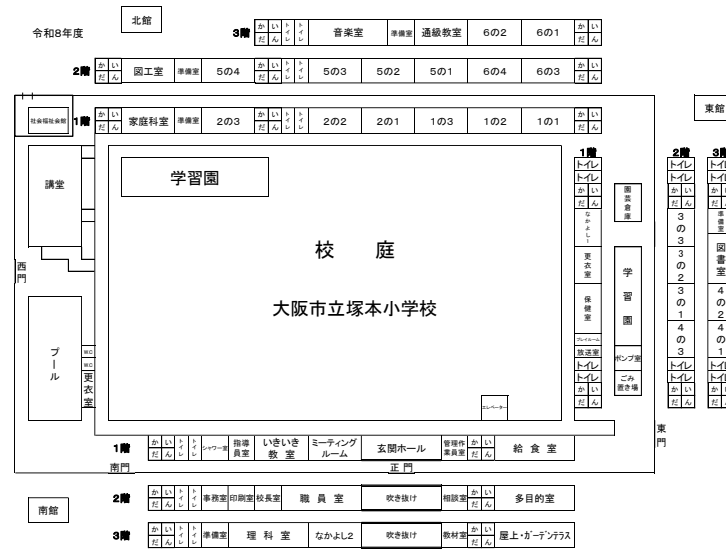 令和8年度
北館
3階 かいだん トイレ トイレ 音楽室 準備室 通級教室 6の2 6の1 かいだん
2階 かいだん 図工室 準備室 5の4 かいだん トイレ トイレ 5の3 5の2 5の1 6の4 6の3 かいだん
社会福祉会館
1階 かいだん 家庭科室 準備室 2の3 かいだん トイレ トイレ 2の2 2の1 1の3 1の2 1の1 かいだん
東館
講堂
学習園
校 庭
大阪市立塚本小学校
西門
プール
W.C
W.C
更衣室
エレベーター
1階
トイレ
トイレ
かいだん
なかよし1
更衣室
保健室
プレイルーム
放送室
トイレ
トイレ
かいだん
園芸倉庫
学習園
ポンプ室
ごみ置き場
2階
トイレ
トイレ
かいだん
3の3
3の2
3の1
4の3
トイレ
トイレ
かいだん
準備室
図書室
4の2
4の1
東門
1階 かいだん トイレ トイレ シャワー室 指導員室 いきいき教室 ミーティングルーム 玄関ホール 管理作業員室 かいだん 給食室
南門
正門
南館
2階 かいだん トイレ トイレ 事務室 印刷室 校長室 職員室 吹き抜け 相談室 かいだん 多目的室
3階 かいだん トイレ トイレ 準備室 理科室 なかよし2 吹き抜け 教材室 かいだん 屋上・ガーデンテラス